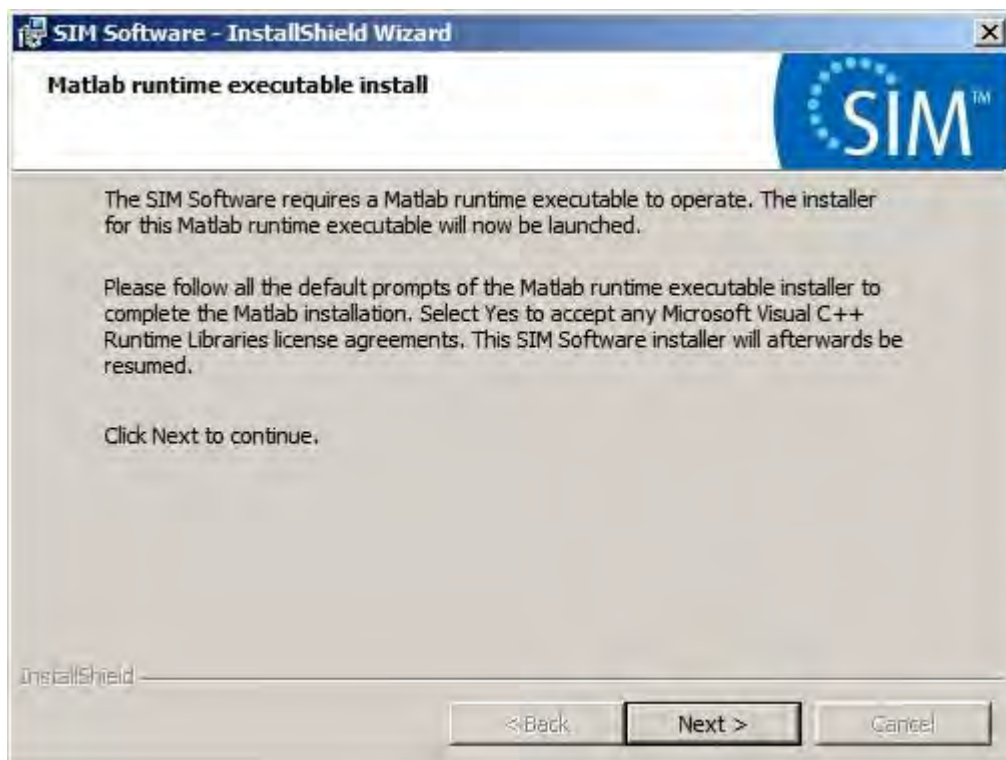 SIM Software - InstallShield Wizard
Matlab runtime executable install
SIM™
The SIM Software requires a Matlab runtime executable to operate. The installer
for this Matlab runtime executable will now be launched.
Please follow all the default prompts of the Matlab runtime executable installer to
complete the Matlab installation. Select Yes to accept any Microsoft Visual C++
Runtime Libraries license agreements. This SIM Software installer will afterwards be
resumed.
Click Next to continue.
InstallShield
< Back
Next >
Cancel